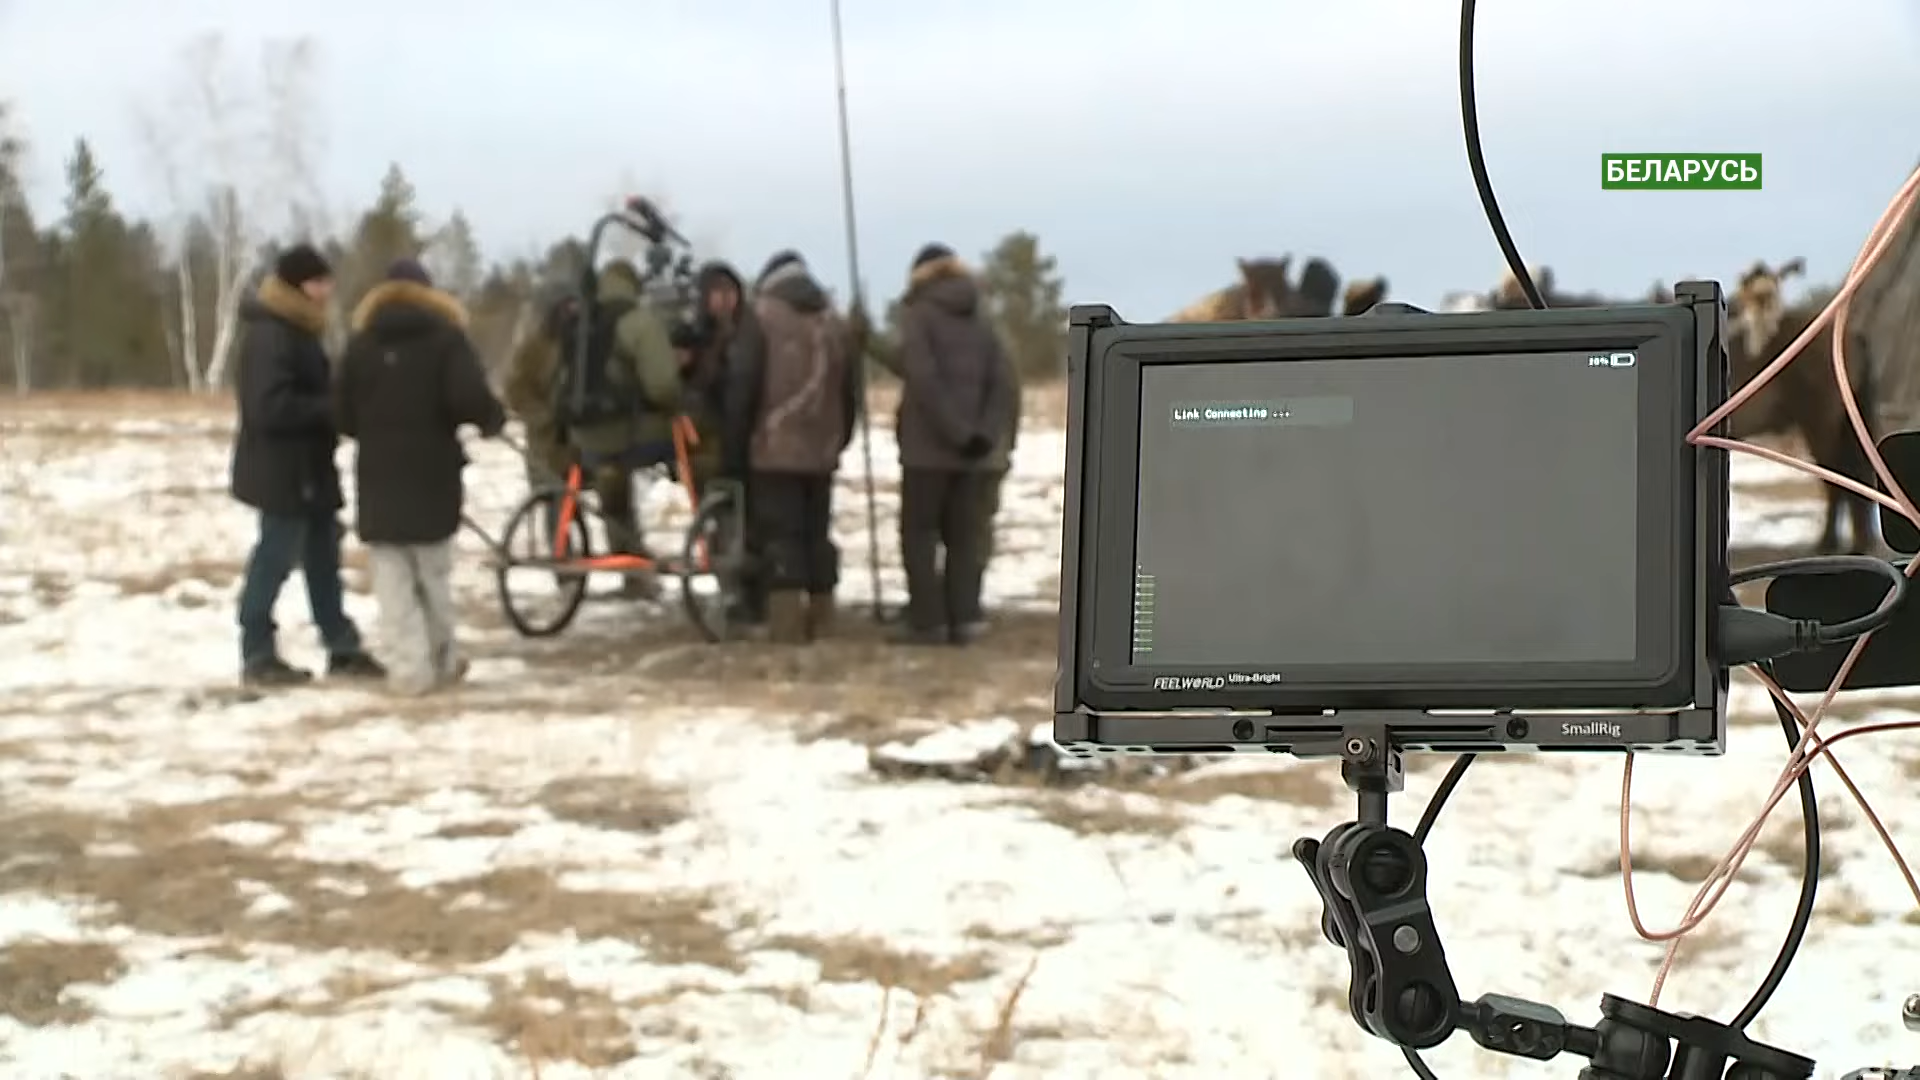 БЕЛАРУСЬ
Link Connecting ...
FEELWORLD Ultra-Bright
SmallRig